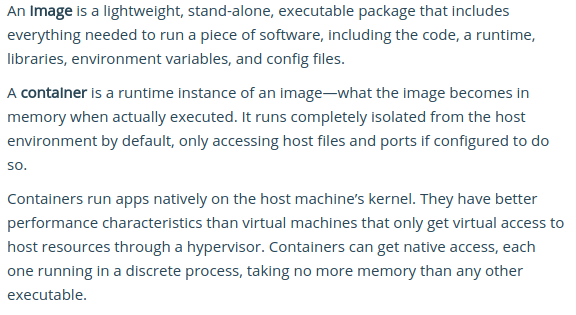 An image is a lightweight, stand-alone, executable package that includes
everything needed to run a piece of software, including the code, a runtime,
libraries, environment variables, and config files.
A container is a runtime instance of an image—what the image becomes in
memory when actually executed. It runs completely isolated from the host
environment by default, only accessing host files and ports if configured to do
so.
Containers run apps natively on the host machine’s kernel. They have better
performance characteristics than virtual machines that only get virtual access to
host resources through a hypervisor. Containers can get native access, each
one running in a discrete process, taking no more memory than any other
executable.